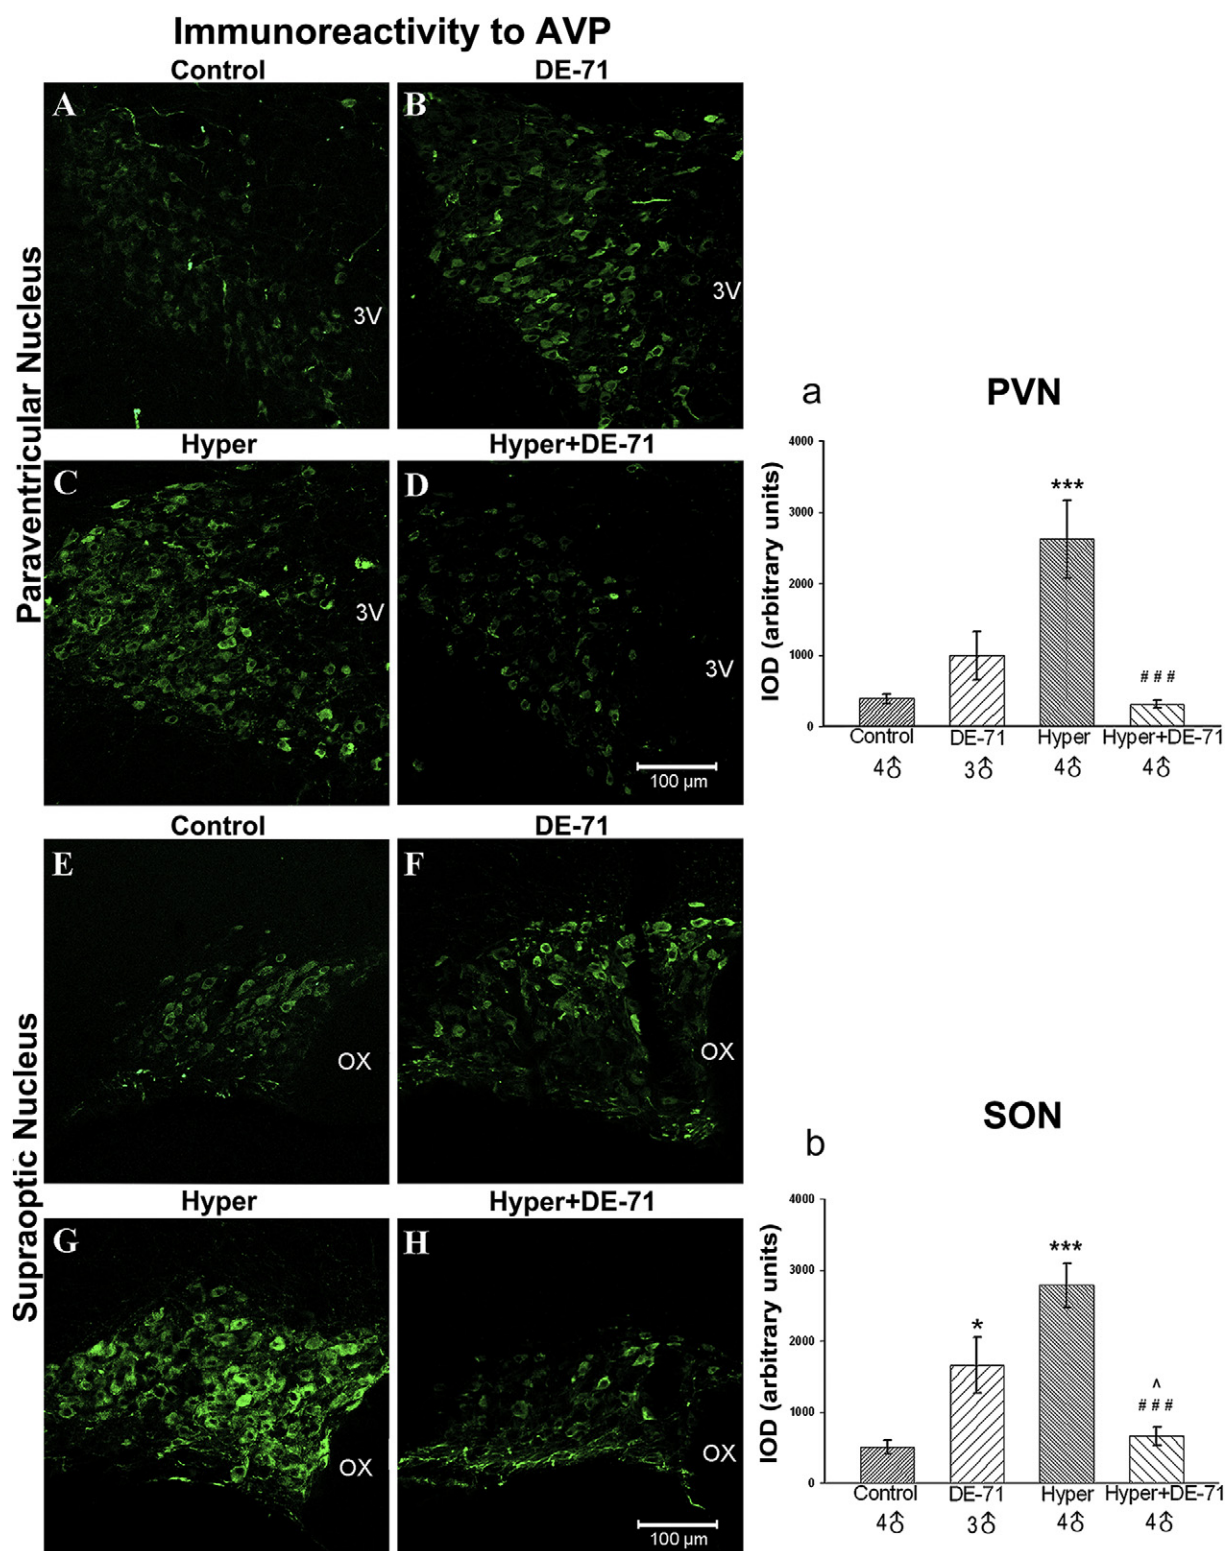 Immunoreactivity to AVP
Control
DE-71
Paraventricular Nucleus
A
B
3V
3V
Hyper
Hyper+DE-71
C
D
3V
3V
100 µm
Control
DE-71
Supraoptic Nucleus
E
F
OX
OX
Hyper
Hyper+DE-71
G
H
OX
OX
100 µm
a
PVN
IOD (arbitrary units)
4000
3000
2000
1000
0
***
# # #
Control DE-71 Hyper Hyper+DE-71
4♂ 3♂ 4♂ 4♂
b
SON
IOD (arbitrary units)
4000
3000
2000
1000
0
*
***
^
# # #
Control DE-71 Hyper Hyper+DE-71
4♂ 3♂ 4♂ 4♂